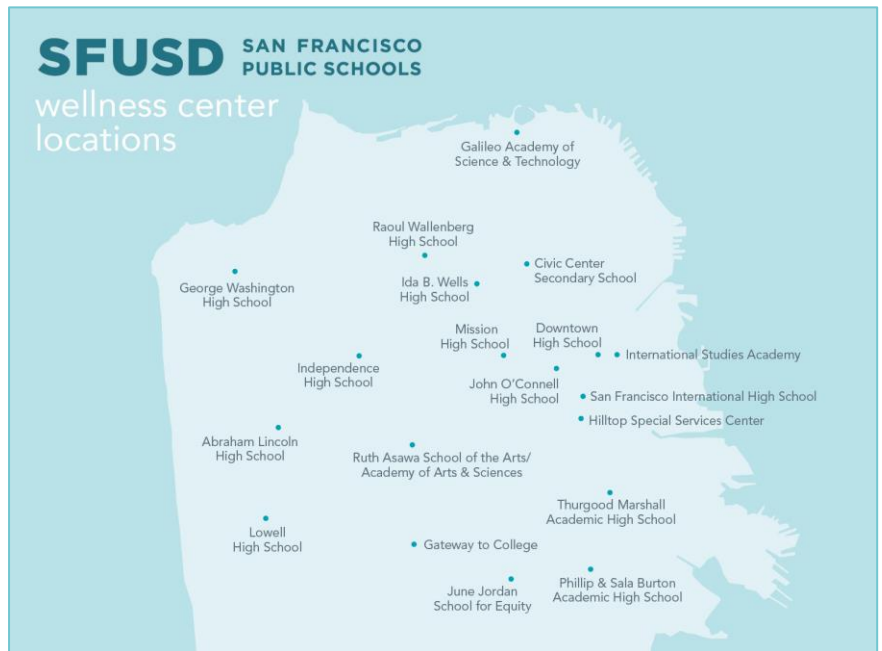 SFUSD SAN FRANCISCO
PUBLIC SCHOOLS
wellness center
locations
Galileo Academy of
Science & Technology
Raoul Wallenberg
High School
Civic Center
Secondary School
George Washington
High School
Ida B. Wells
High School
Mission
High School
Downtown
High School
International Studies Academy
Independence
High School
John O'Connell
High School
San Francisco International High School
Hilltop Special Services Center
Abraham Lincoln
High School
Ruth Asawa School of the Arts/
Academy of Arts & Sciences
Thurgood Marshall
Academic High School
Lowell
High School
Gateway to College
June Jordan
School for Equity
Phillip & Sala Burton
Academic High School